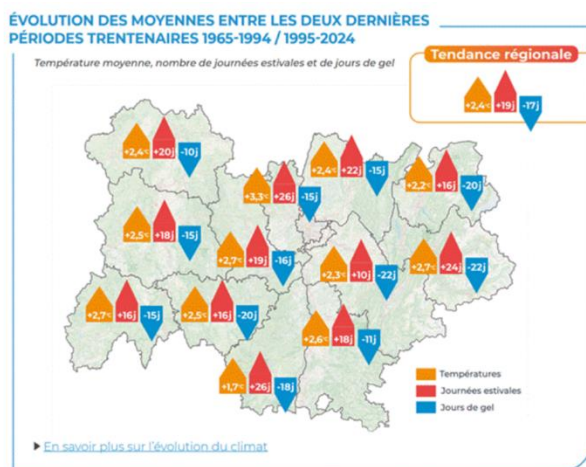 ÉVOLUTION DES MOYENNES ENTRE LES DEUX DERNIÈRES
PÉRIODES TRENTENAIRES 1965-1994 / 1995-2024
Température moyenne, nombre de journées estivales et de jours de gel
Tendance régionale
+2,4°C +19j -17j
+2,4°C +20j -10j
+2,4°C +22j -15j
+3,3°C +26j -15j
+2,2°C +16j -20j
+2,5°C +18j -15j
+2,7°C +19j -16j
+2,3°C +10j -22j
+2,7°C +24j -22j
+2,7°C +16j -15j
+2,5°C +16j -20j
+2,6°C +18j -11j
+1,7°C +26j -18j
Températures
Journées estivales
Jours de gel
En savoir plus sur l'évolution du climat